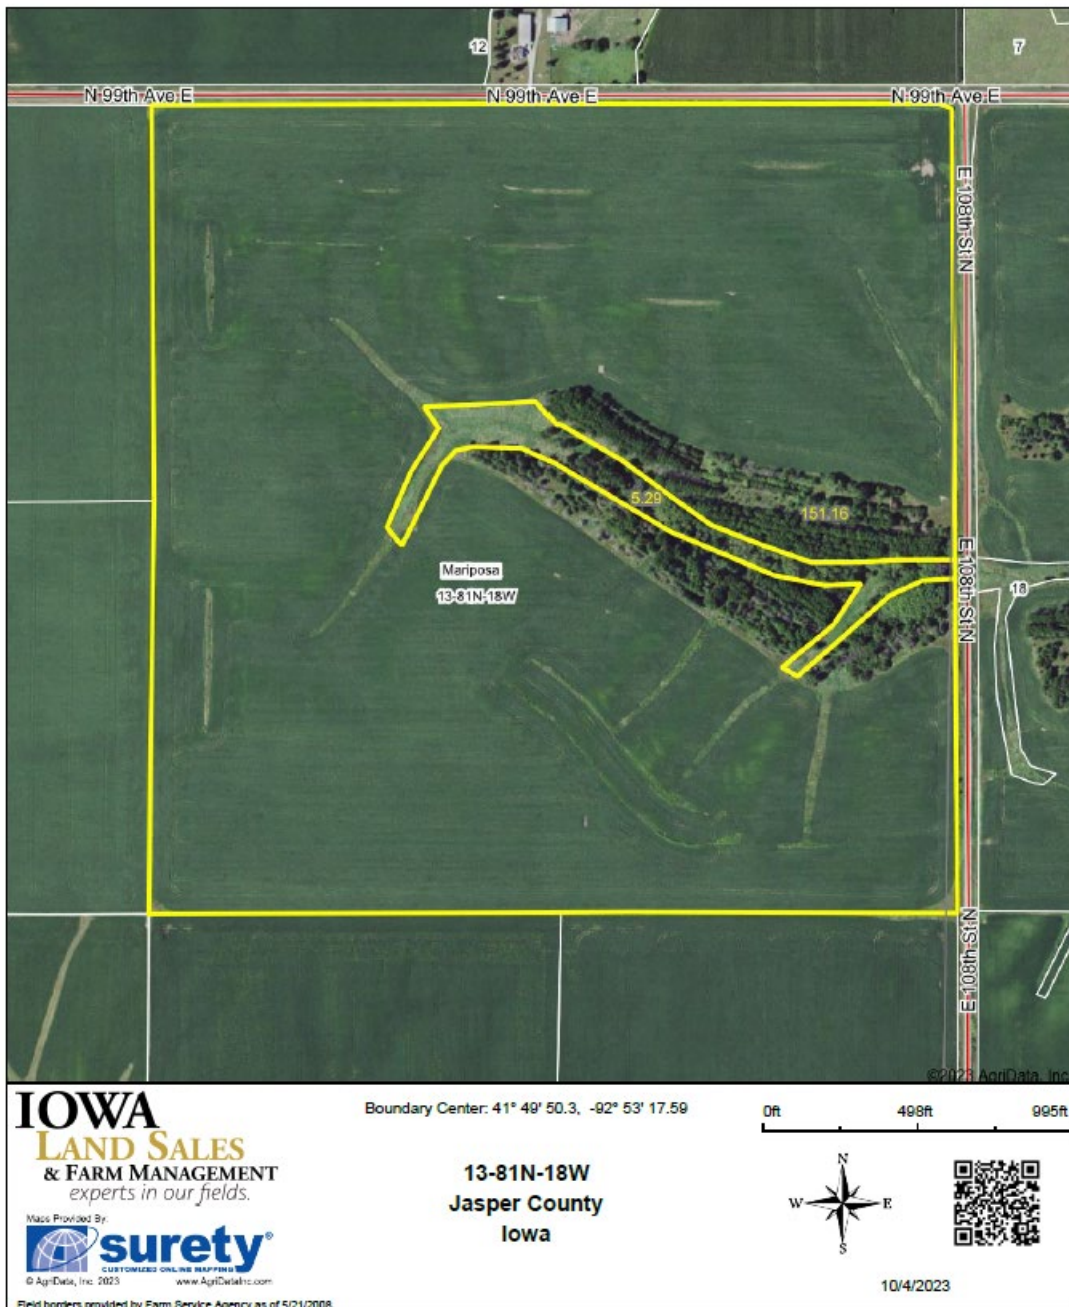 12
7
N 99th Ave E
N 99th Ave E
N 99th Ave E
E 108th St N
5.29
151.16
E 108th St N
Mariposa
13-81N-18W
18
E 108th St N
©2023 AgriData, Inc
IOWA
LAND SALES
& FARM MANAGEMENT
experts in our fields.
Maps Provided By:
surety®
CUSTOMIZED ONLINE MAPPING
© AgriData, Inc. 2023
www.AgriDataInc.com
Field borders provided by Farm Service Agency as of 5/21/2008.
Boundary Center: 41° 49' 50.3, -92° 53' 17.59
13-81N-18W
Jasper County
Iowa
0ft 498ft 995ft
N
W E
S
10/4/2023